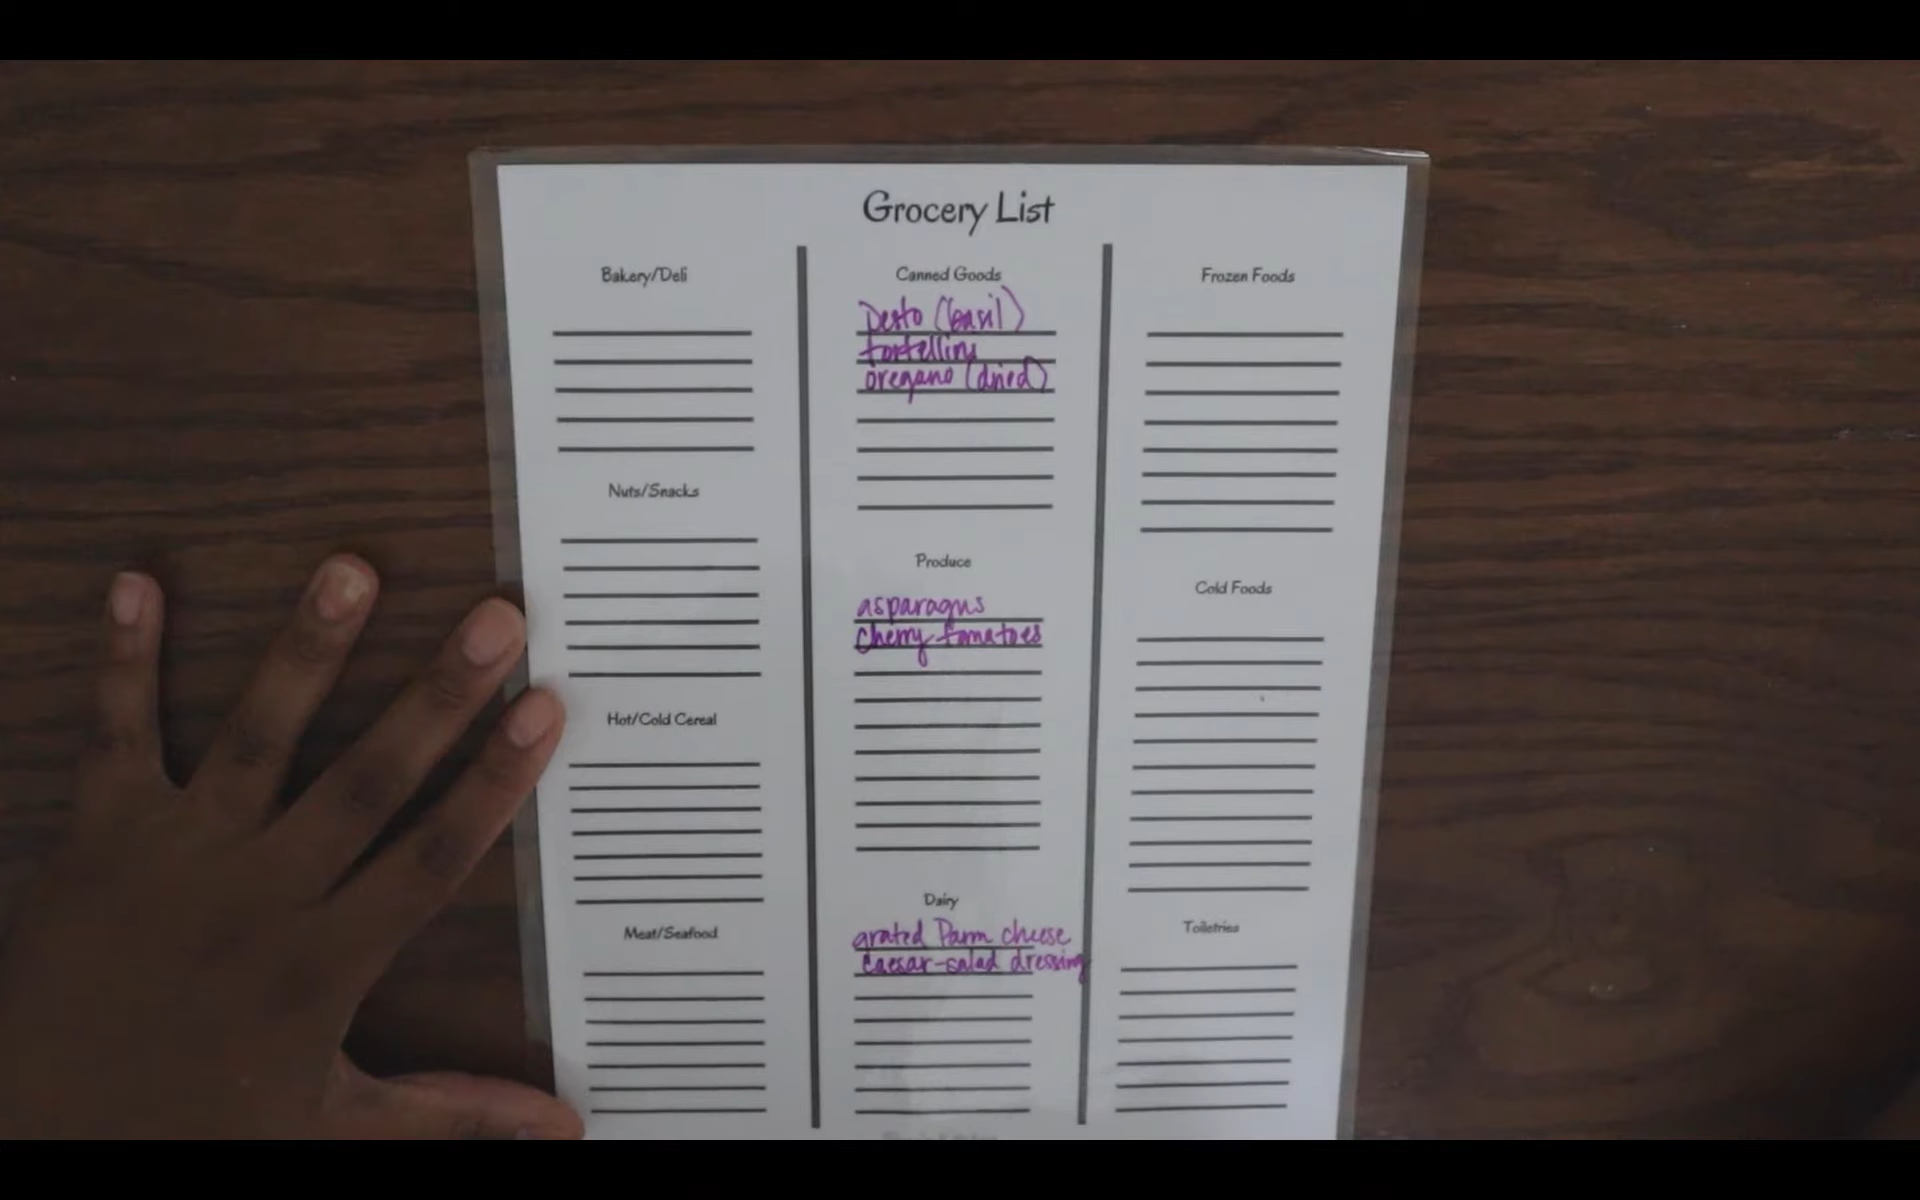 Grocery List
Bakery/Deli
Nuts/Snacks
Hot/Cold Cereal
Meat/Seafood
Canned Goods
Pesto (basil)
tortellini
oregano (dried)
Produce
asparagus
cherry tomatoes
Dairy
grated Parm cheese
caesar-salad dressing
Frozen Foods
Cold Foods
Toiletries